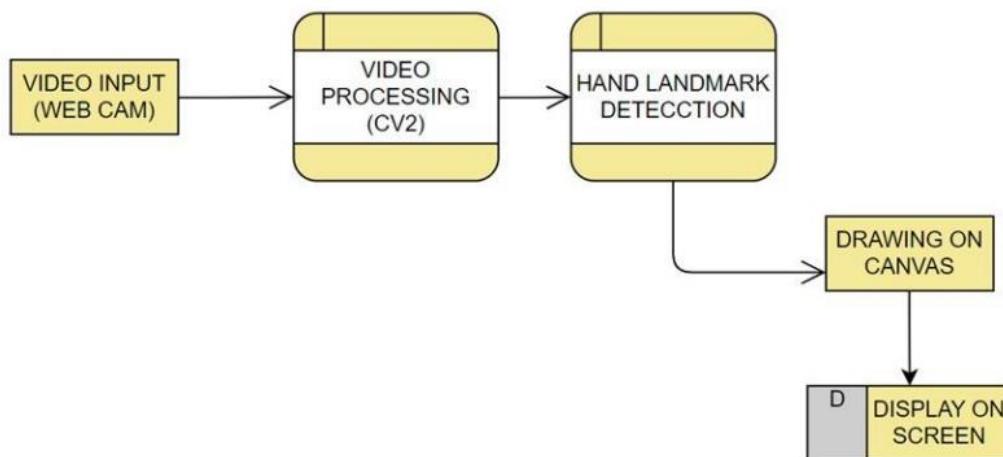 VIDEO INPUT
(WEB CAM)
VIDEO
PROCESSING
(CV2)
HAND LANDMARK
DETECCTION
DRAWING ON
CANVAS
D
DISPLAY ON
SCREEN